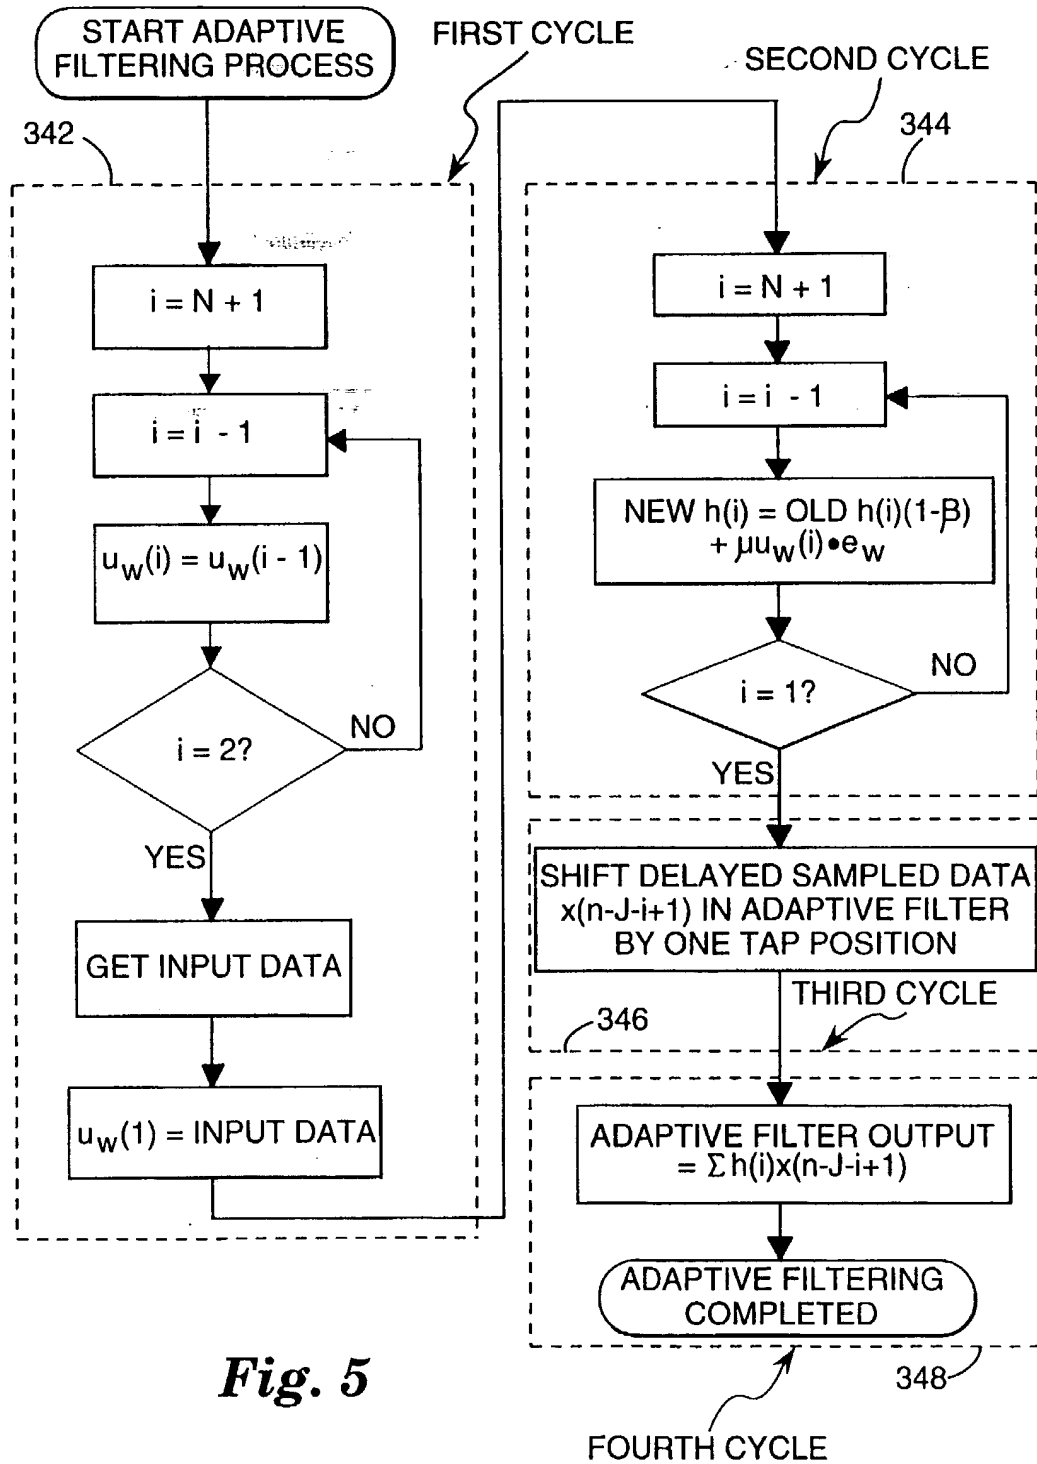 START ADAPTIVE
FILTERING PROCESS
FIRST CYCLE
342
i = N + 1
i = i - 1
u_w(i) = u_w(i - 1)
i = 2?
NO
YES
GET INPUT DATA
u_w(1) = INPUT DATA
SECOND CYCLE
344
i = N + 1
i = i - 1
NEW h(i) = OLD h(i)(1-β)
+ μu_w(i)•e_w
i = 1?
NO
YES
SHIFT DELAYED SAMPLED DATA
x(n-J-i+1) IN ADAPTIVE FILTER
BY ONE TAP POSITION
THIRD CYCLE
346
ADAPTIVE FILTER OUTPUT
= Σh(i)x(n-J-i+1)
ADAPTIVE FILTERING
COMPLETED
348
FOURTH CYCLE
Fig. 5